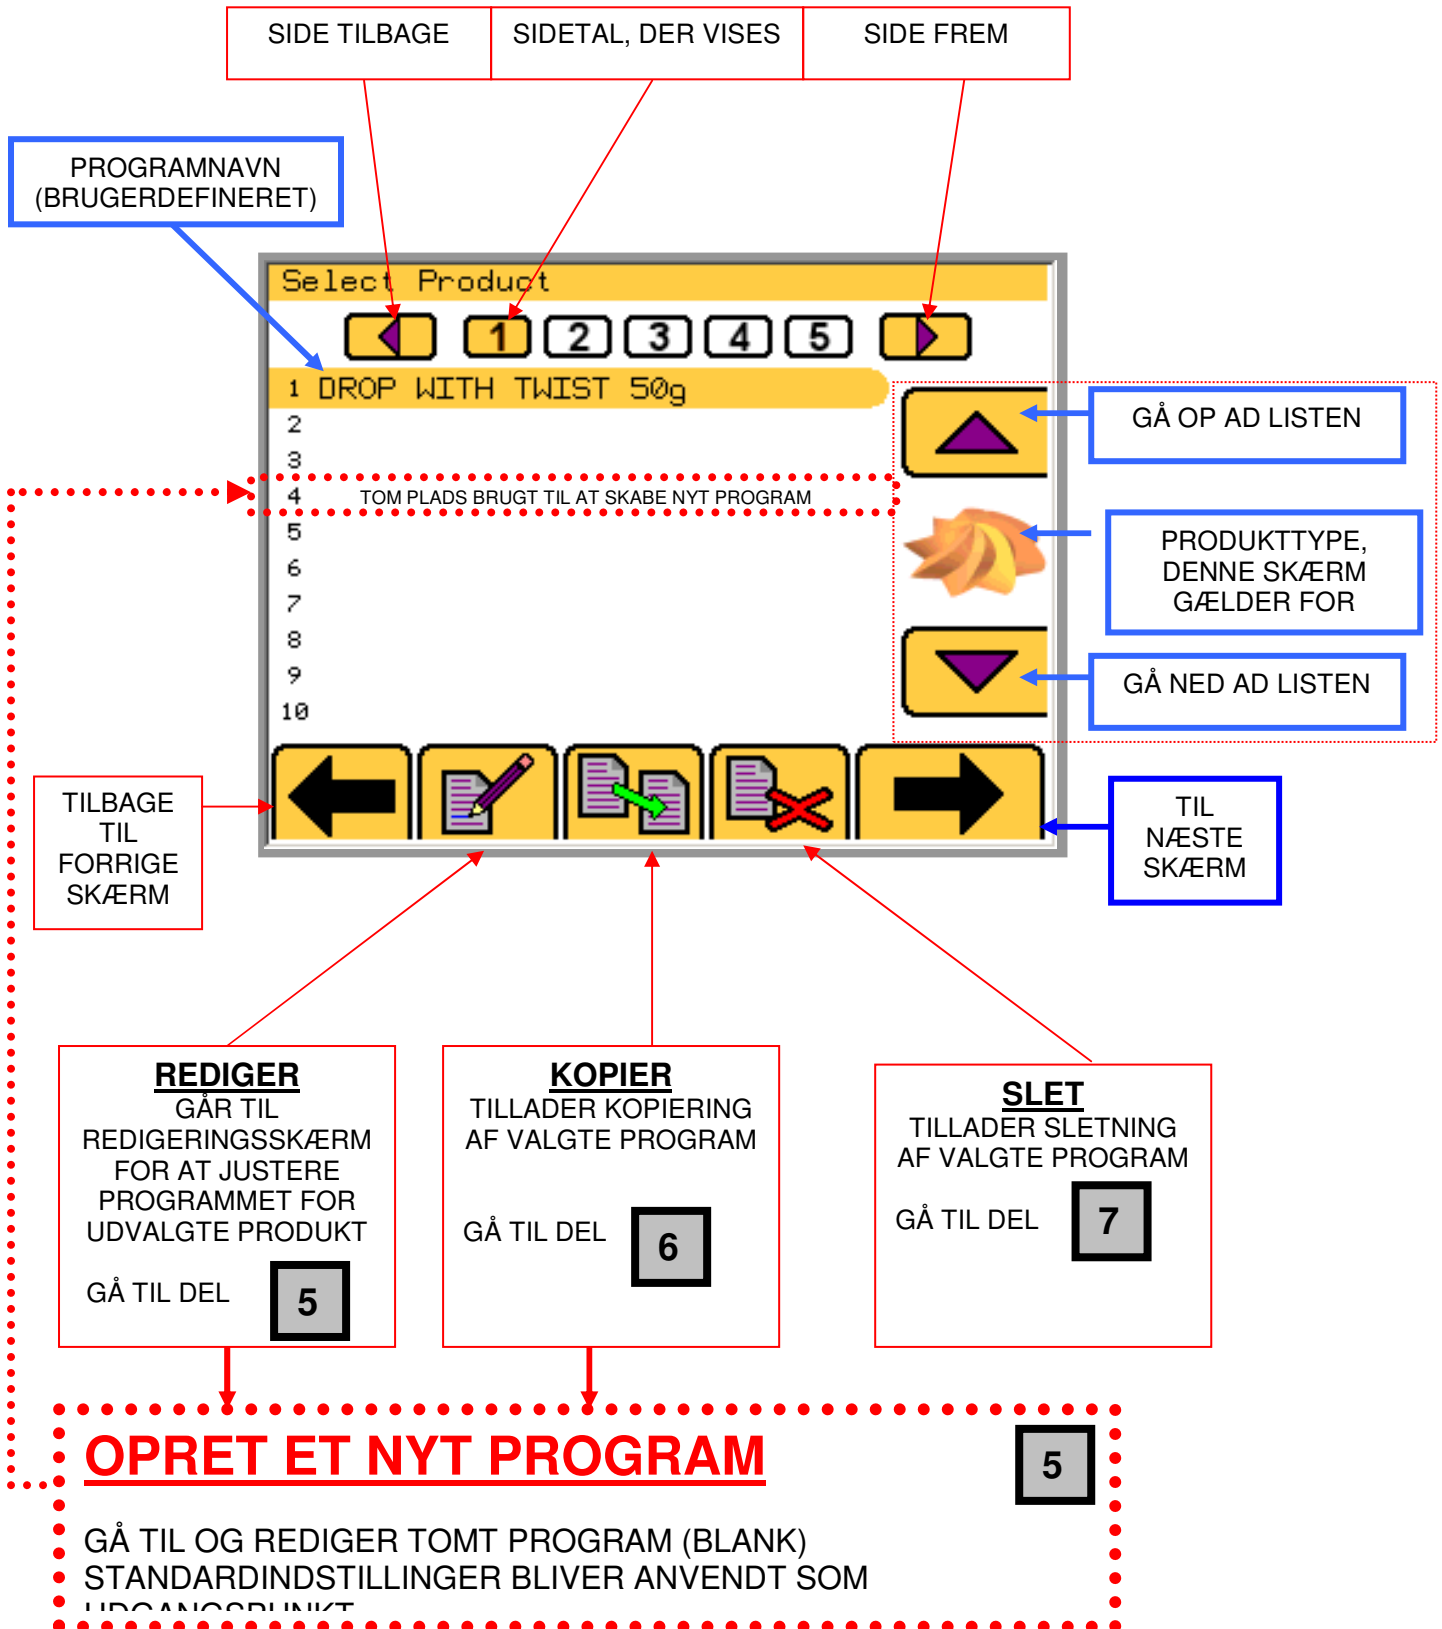 SIDE TILBAGE
SIDETAL, DER VISES
SIDE FREM
PROGRAMNAVN
(BRUGERDEFINERET)
Select Product
1 2 3 4 5
1 DROP WITH TWIST 50g
2
3
4 TOM PLADS BRUGT TIL AT SKABE NYT PROGRAM
5
6
7
8
9
10
GÅ OP AD LISTEN
PRODUKTTYPE,
DENNE SKÆRM
GÆLDER FOR
GÅ NED AD LISTEN
TILBAGE
TIL
FORRIGE
SKÆRM
TIL
NÆSTE
SKÆRM
REDIGER
GÅR TIL
REDIGERINGSSKÆRM
FOR AT JUSTERE
PROGRAMMET FOR
UDVALGTE PRODUKT
GÅ TIL DEL 5
KOPIER
TILLADER KOPIERING
AF VALGTE PROGRAM
GÅ TIL DEL 6
SLET
TILLADER SLETNING
AF VALGTE PROGRAM
GÅ TIL DEL 7
OPRET ET NYT PROGRAM 5
GÅ TIL OG REDIGER TOMT PROGRAM (BLANK)
STANDARDINDSTILLINGER BLIVER ANVENDT SOM
UDGANGSPUNKT